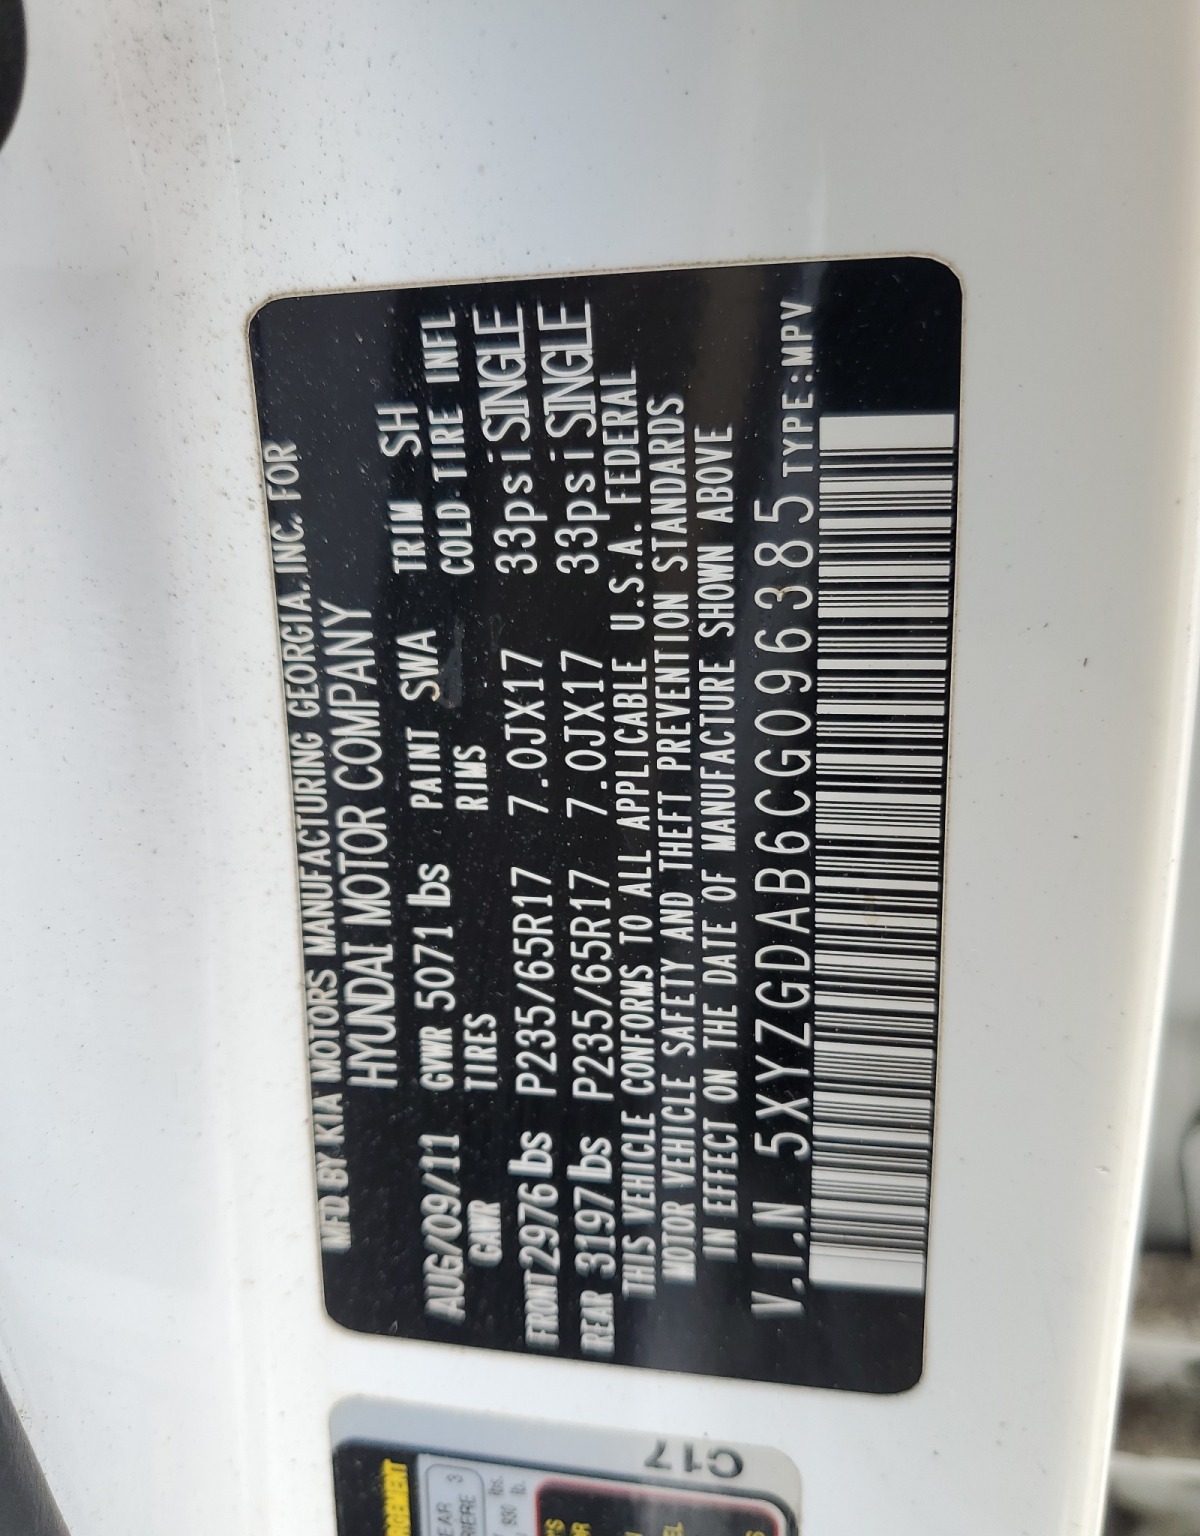 MFD BY KIA MOTORS MANUFACTURING GEORGIA. INC. FOR
HYUNDAI MOTOR COMPANY
AUG/09/11 GVWR 5071 lbs PAINT SWA TRIM SH
GAWR TIRES RIMS COLD TIRE INFL
FRONT 2976 lbs P235/65R17 7.0JX17 33psi SINGLE
REAR 3197 lbs P235/65R17 7.0JX17 33psi SINGLE
THIS VEHICLE CONFORMS TO ALL APPLICABLE U.S.A. FEDERAL
MOTOR VEHICLE SAFETY AND THEFT PREVENTION STANDARDS
IN EFFECT ON THE DATE OF MANUFACTURE SHOWN ABOVE
V.I.N 5XYZGDAB6CG096385 TYPE:MPV
C17